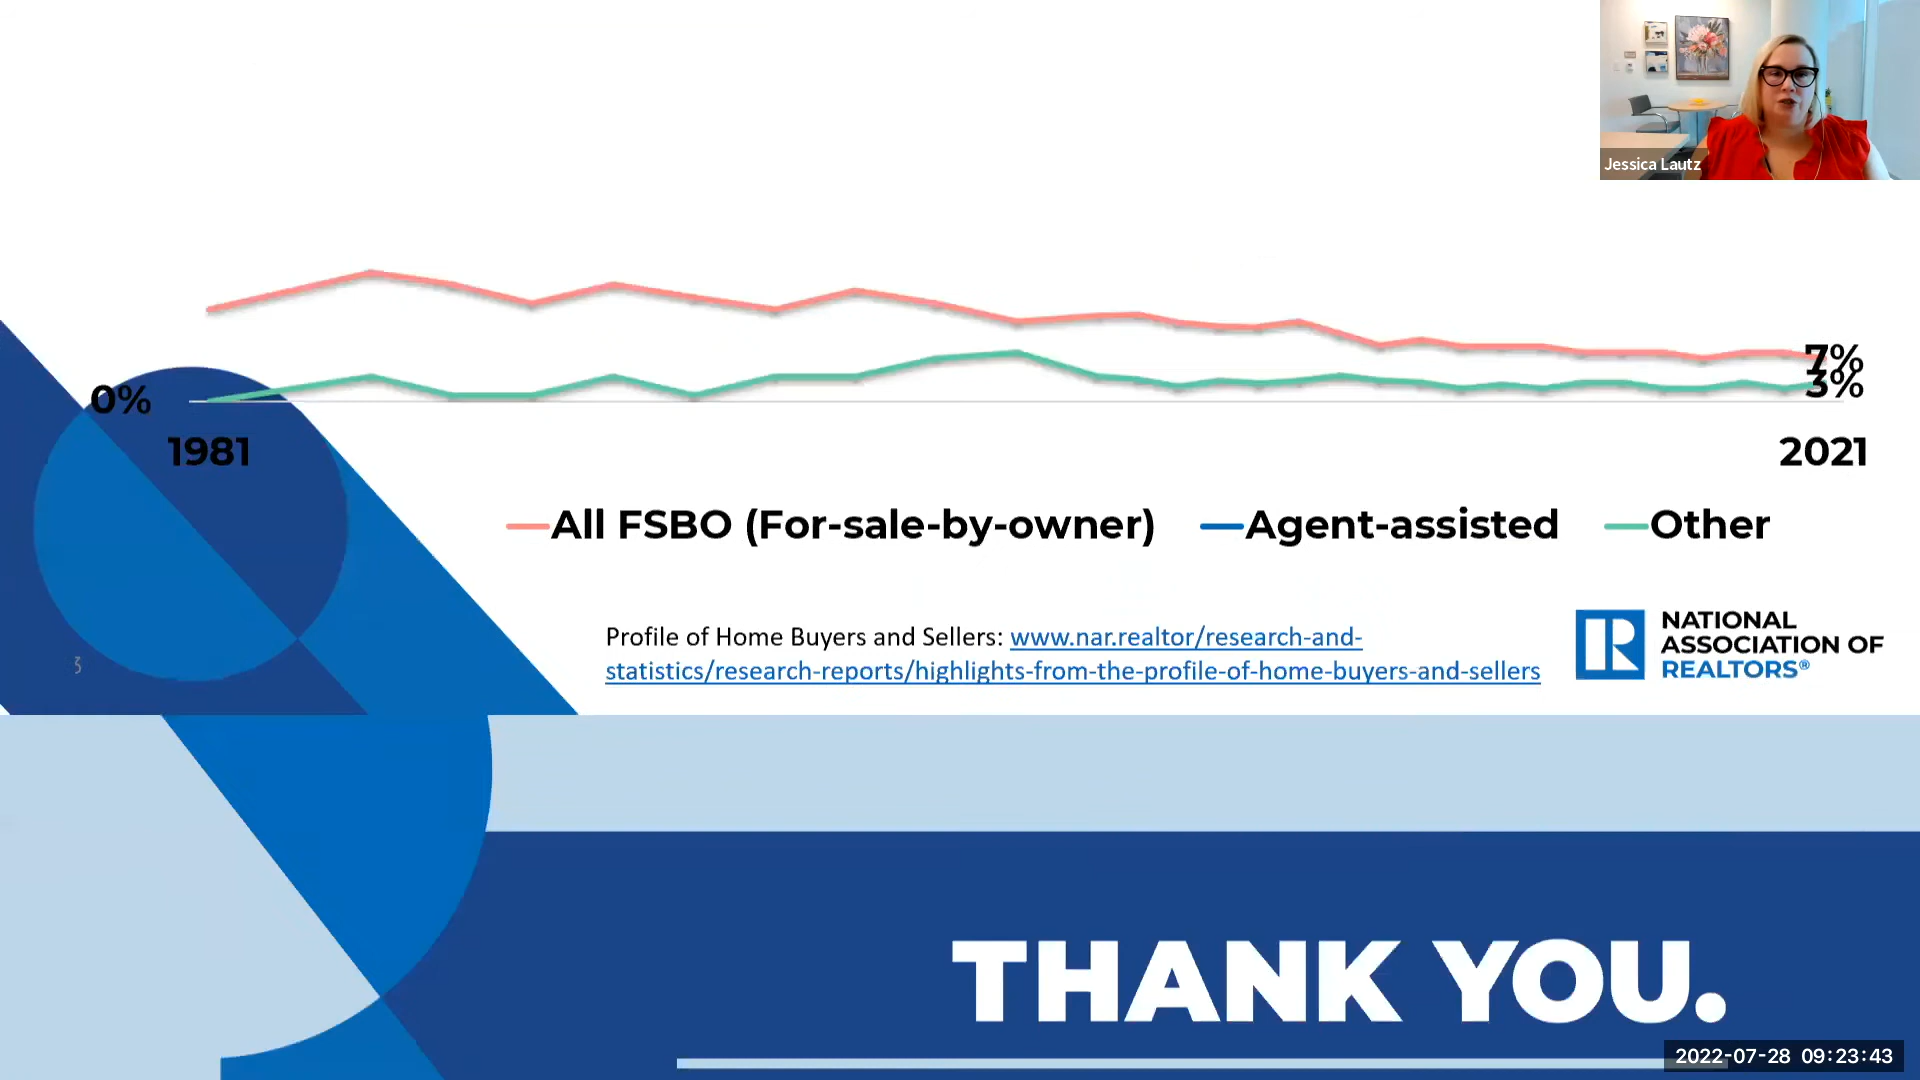 Jessica Lautz
7%
3%
0%
1981
2021
All FSBO (For-sale-by-owner)
Agent-assisted
Other
Profile of Home Buyers and Sellers: www.nar.realtor/research-and-
statistics/research-reports/highlights-from-the-profile-of-home-buyers-and-sellers
NATIONAL
ASSOCIATION OF
REALTORS®
3
THANK YOU.
2022-07-28 09:23:43